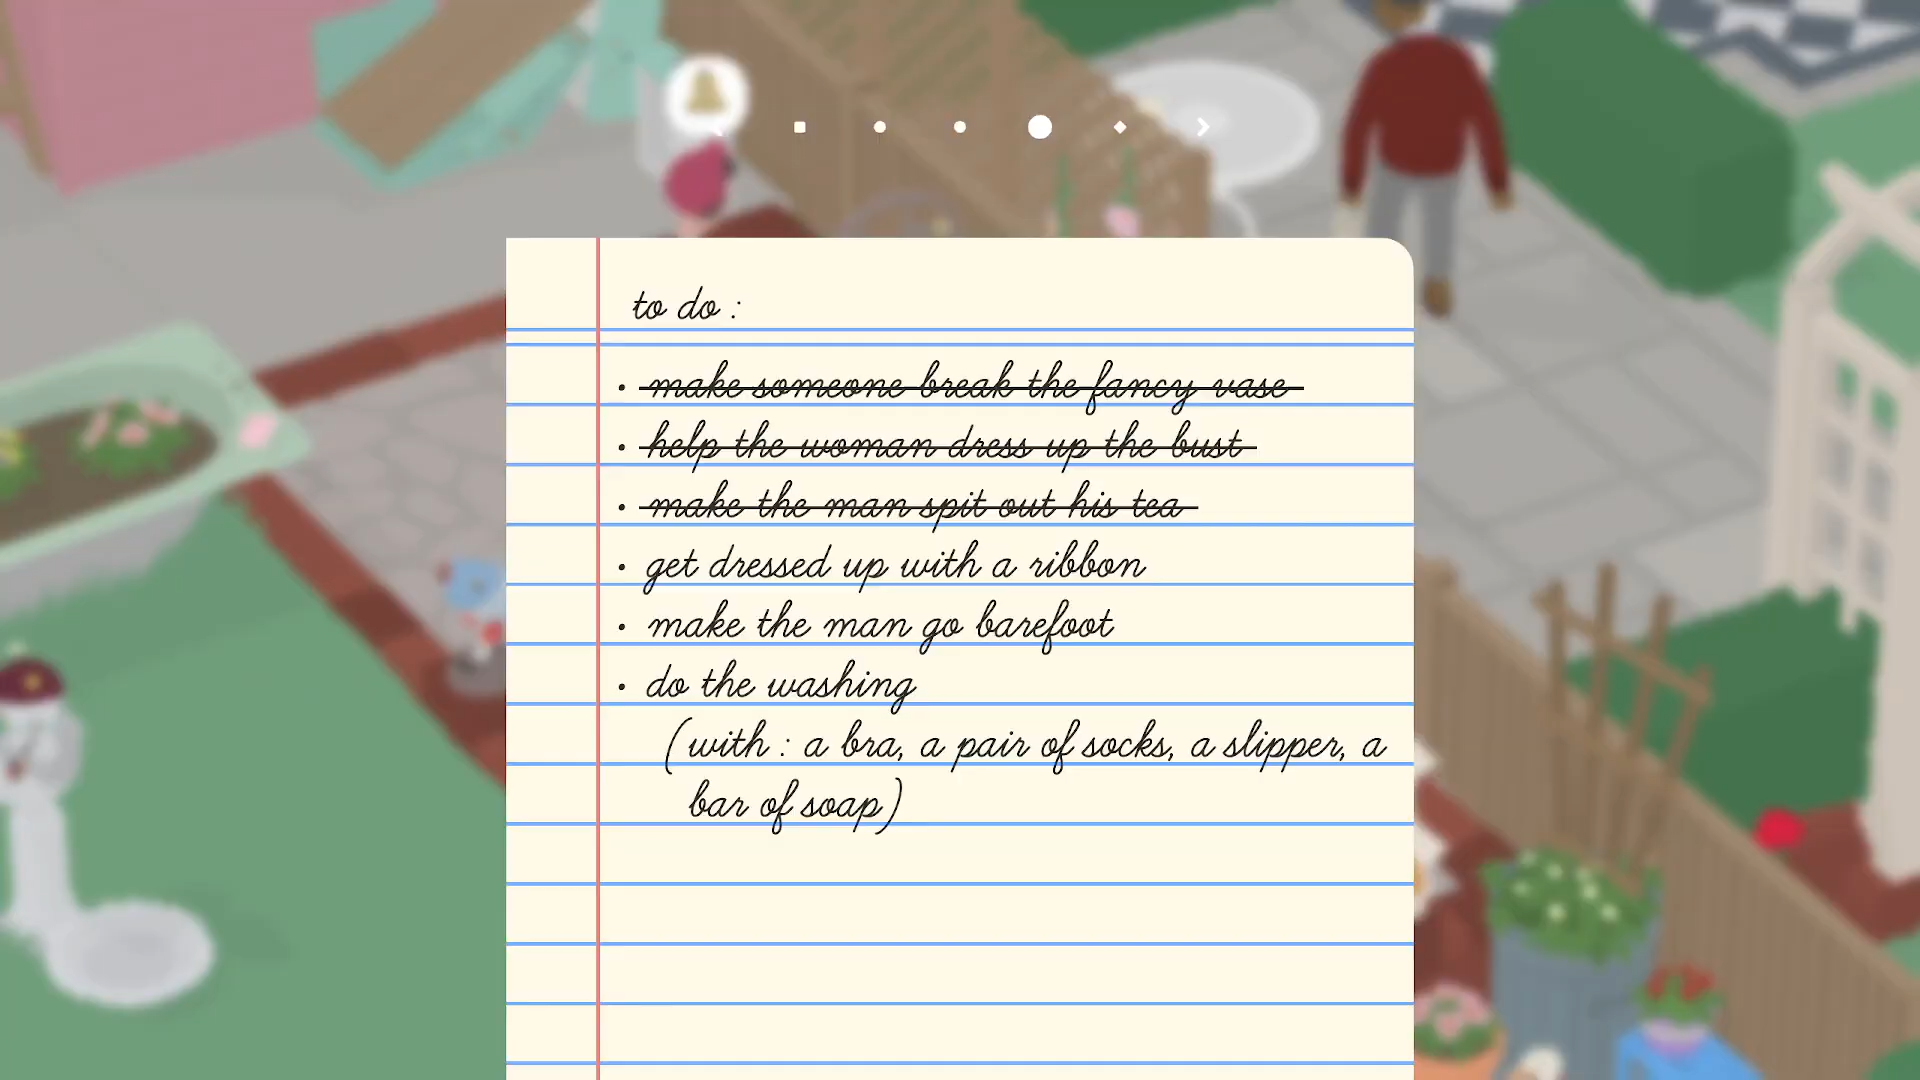 to do :
• make someone break the fancy vase
• help the woman dress up the bust
• make the man spit out his tea
• get dressed up with a ribbon
• make the man go barefoot
• do the washing
(with : a bra, a pair of socks, a slipper, a
bar of soap)